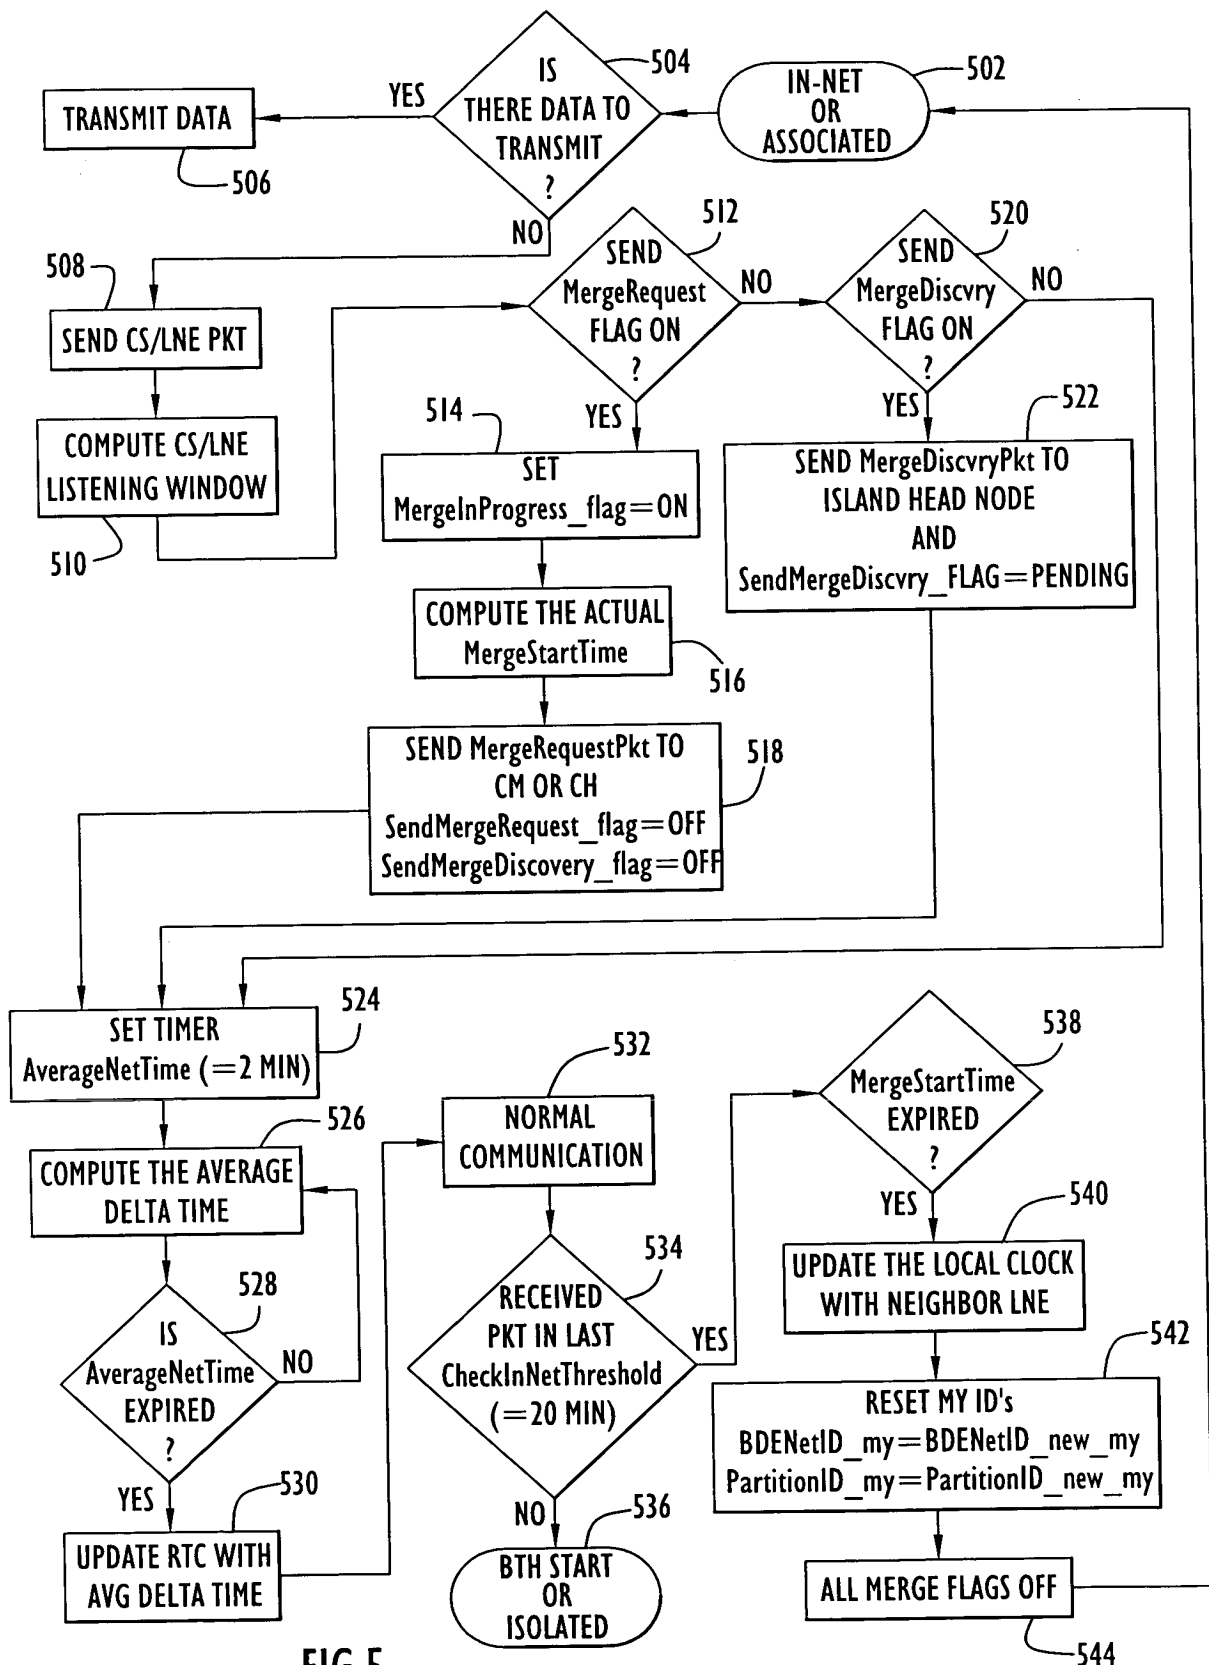 IS
THERE DATA TO
TRANSMIT
?
504
IN-NET
OR
ASSOCIATED
502
YES
TRANSMIT DATA
506
NO
508
SEND CS/LNE PKT
COMPUTE CS/LNE
LISTENING WINDOW
510
512
SEND
MergeRequest
FLAG ON
?
NO
YES
520
SEND
MergeDiscvry
FLAG ON
?
NO
YES
514
SET
MergeInProgress_flag=ON
522
SEND MergeDiscvryPkt TO
ISLAND HEAD NODE
AND
SendMergeDiscvry_FLAG=PENDING
COMPUTE THE ACTUAL
MergeStartTime
516
SEND MergeRequestPkt TO
CM OR CH
SendMergeRequest_flag=OFF
SendMergeDiscovery_flag=OFF
518
524
SET TIMER
AverageNetTime (=2 MIN)
526
COMPUTE THE AVERAGE
DELTA TIME
528
IS
AverageNetTime
EXPIRED
?
NO
YES
530
UPDATE RTC WITH
AVG DELTA TIME
532
NORMAL
COMMUNICATION
534
RECEIVED
PKT IN LAST
CheckInNetThreshold
(=20 MIN)
YES
NO
536
BTH START
OR
ISOLATED
538
MergeStartTime
EXPIRED
?
YES
540
UPDATE THE LOCAL CLOCK
WITH NEIGHBOR LNE
542
RESET MY ID's
BDENetID_my=BDENetID_new_my
PartitionID_my=PartitionID_new_my
ALL MERGE FLAGS OFF
544
FIG.5